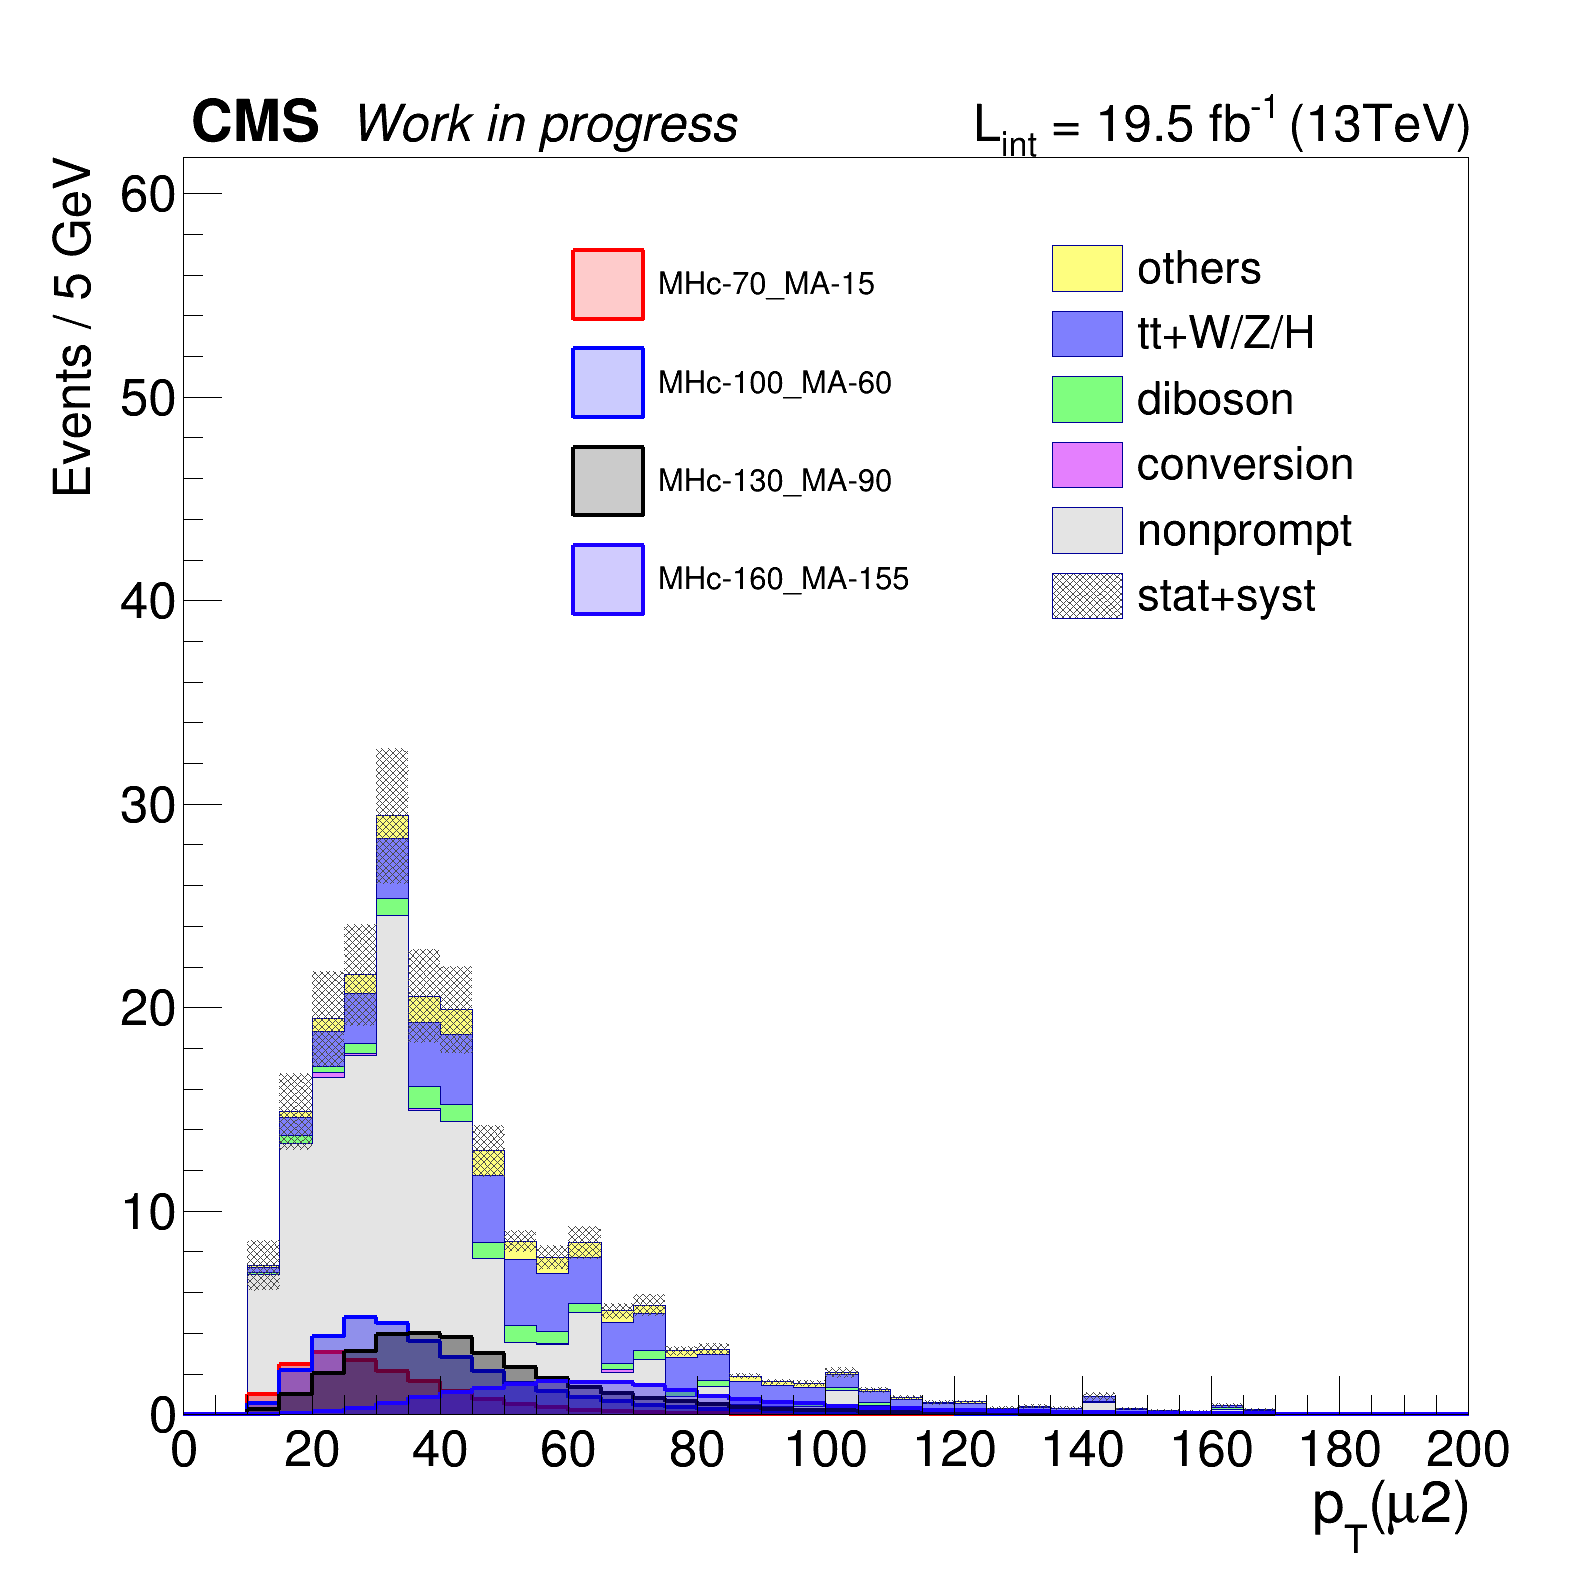 CMS Work in progress
L_int = 19.5 fb^-1 (13TeV)
Events / 5 GeV
60
50
40
30
20
10
0
MHc-70_MA-15
MHc-100_MA-60
MHc-130_MA-90
MHc-160_MA-155
others
tt+W/Z/H
diboson
conversion
nonprompt
stat+syst
0 20 40 60 80 100 120 140 160 180 200
p_T(μ2)